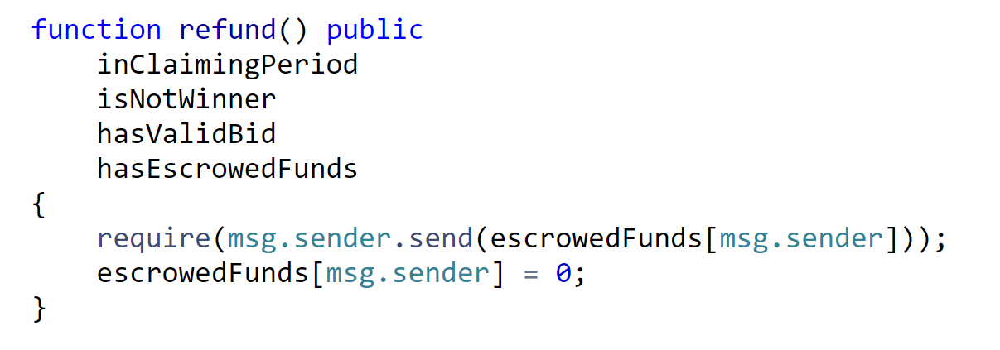 function refund() public
    inClaimingPeriod
    isNotWinner
    hasValidBid
    hasEscrowedFunds
{
    require(msg.sender.send(escrowedFunds[msg.sender]));
    escrowedFunds[msg.sender] = 0;
}